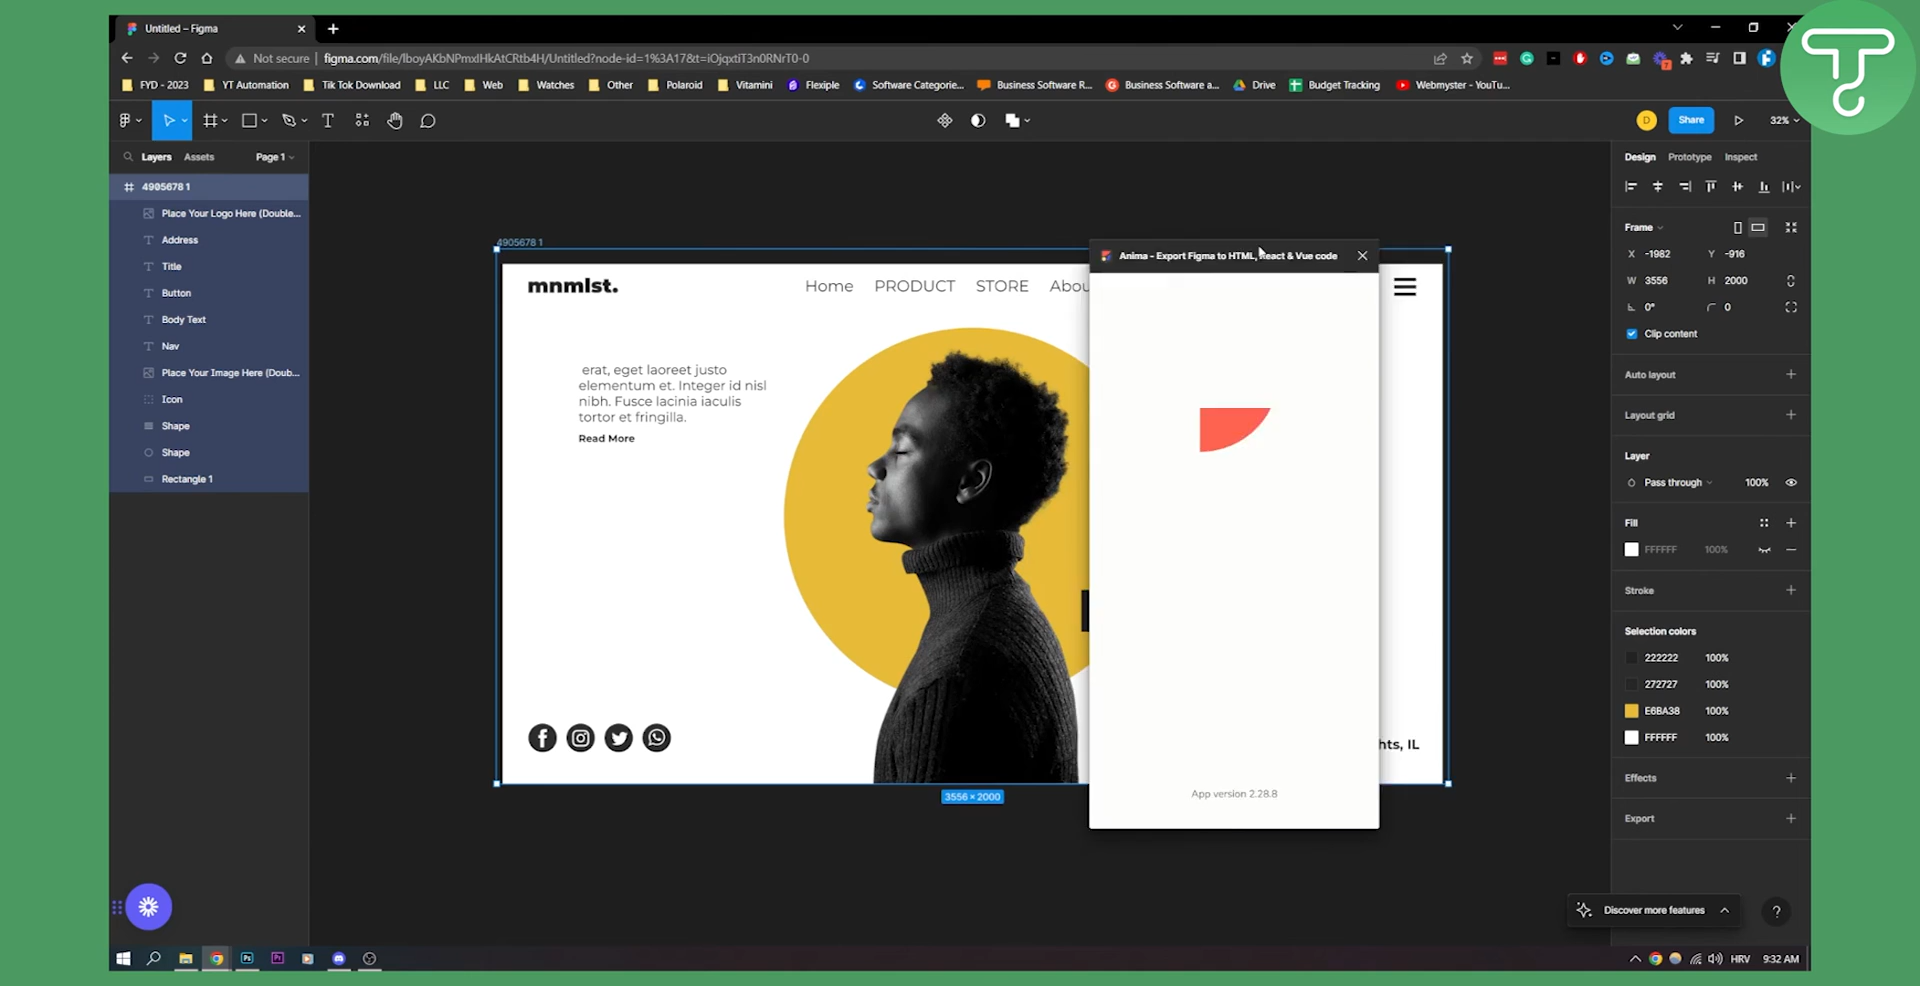 Untitled – Figma
Not secure
figma.com/file/lboyAKbNPmxlHkAtCRtb4H/Untitled?node-id=1%3A17&t=iOjqxtiT3n0RNrT0-0
FYD - 2023
YT Automation
Tik Tok Download
LLC
Web
Watches
Other
Polaroid
Vitamini
Flexiple
Software Categorie...
Business Software R...
Business Software a...
Drive
Budget Tracking
Webmyster - YouTu...
D
Share
32%
Layers
Assets
Page 1
Design
Prototype
Inspect
4905678 1
Place Your Logo Here (Double...
Address
Title
Button
Body Text
Nav
Place Your Image Here (Doub...
Icon
Shape
Shape
Rectangle 1
4905678 1
mnmlst.
Home
PRODUCT
STORE
Abou
erat, eget laoreet justo
elementum et. Integer id nisl
nibh. Fusce lacinia iaculis
tortor et fringilla.
Read More
hts, IL
3556 × 2000
Anima - Export Figma to HTML, React & Vue code
App version 2.28.8
Frame
X -1982
Y -916
W 3556
H 2000
0°
0
Clip content
Auto layout
Layout grid
Layer
Pass through
100%
Fill
FFFFFF
100%
Stroke
Selection colors
222222 100%
272727 100%
E6BA38 100%
FFFFFF 100%
Effects
Export
Discover more features
?
Ps
Pr
HRV
9:32 AM